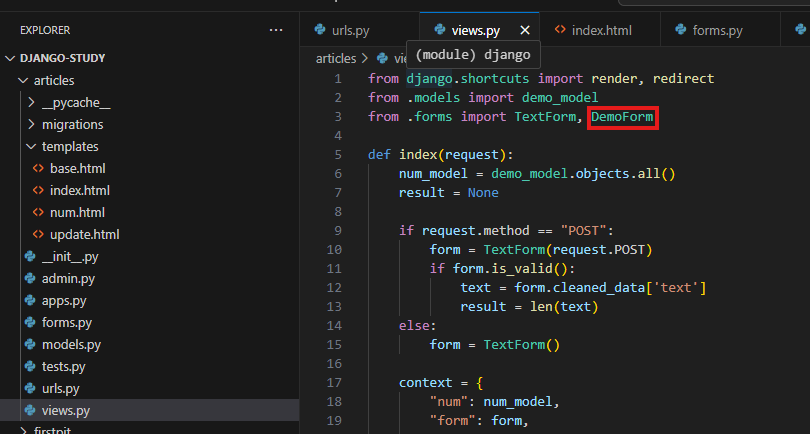 EXPLORER
...
DJANGO-STUDY
articles
__pycache__
migrations
templates
base.html
index.html
num.html
update.html
__init__.py
admin.py
apps.py
forms.py
models.py
tests.py
urls.py
views.py
urls.py
views.py
index.html
forms.py
(module) django
articles >
1 from django.shortcuts import render, redirect
2 from .models import demo_model
3 from .forms import TextForm, DemoForm
4
5 def index(request):
6 num_model = demo_model.objects.all()
7 result = None
8
9 if request.method == "POST":
10 form = TextForm(request.POST)
11 if form.is_valid():
12 text = form.cleaned_data['text']
13 result = len(text)
14 else:
15 form = TextForm()
16
17 context = {
18 "num": num_model,
19 "form": form,